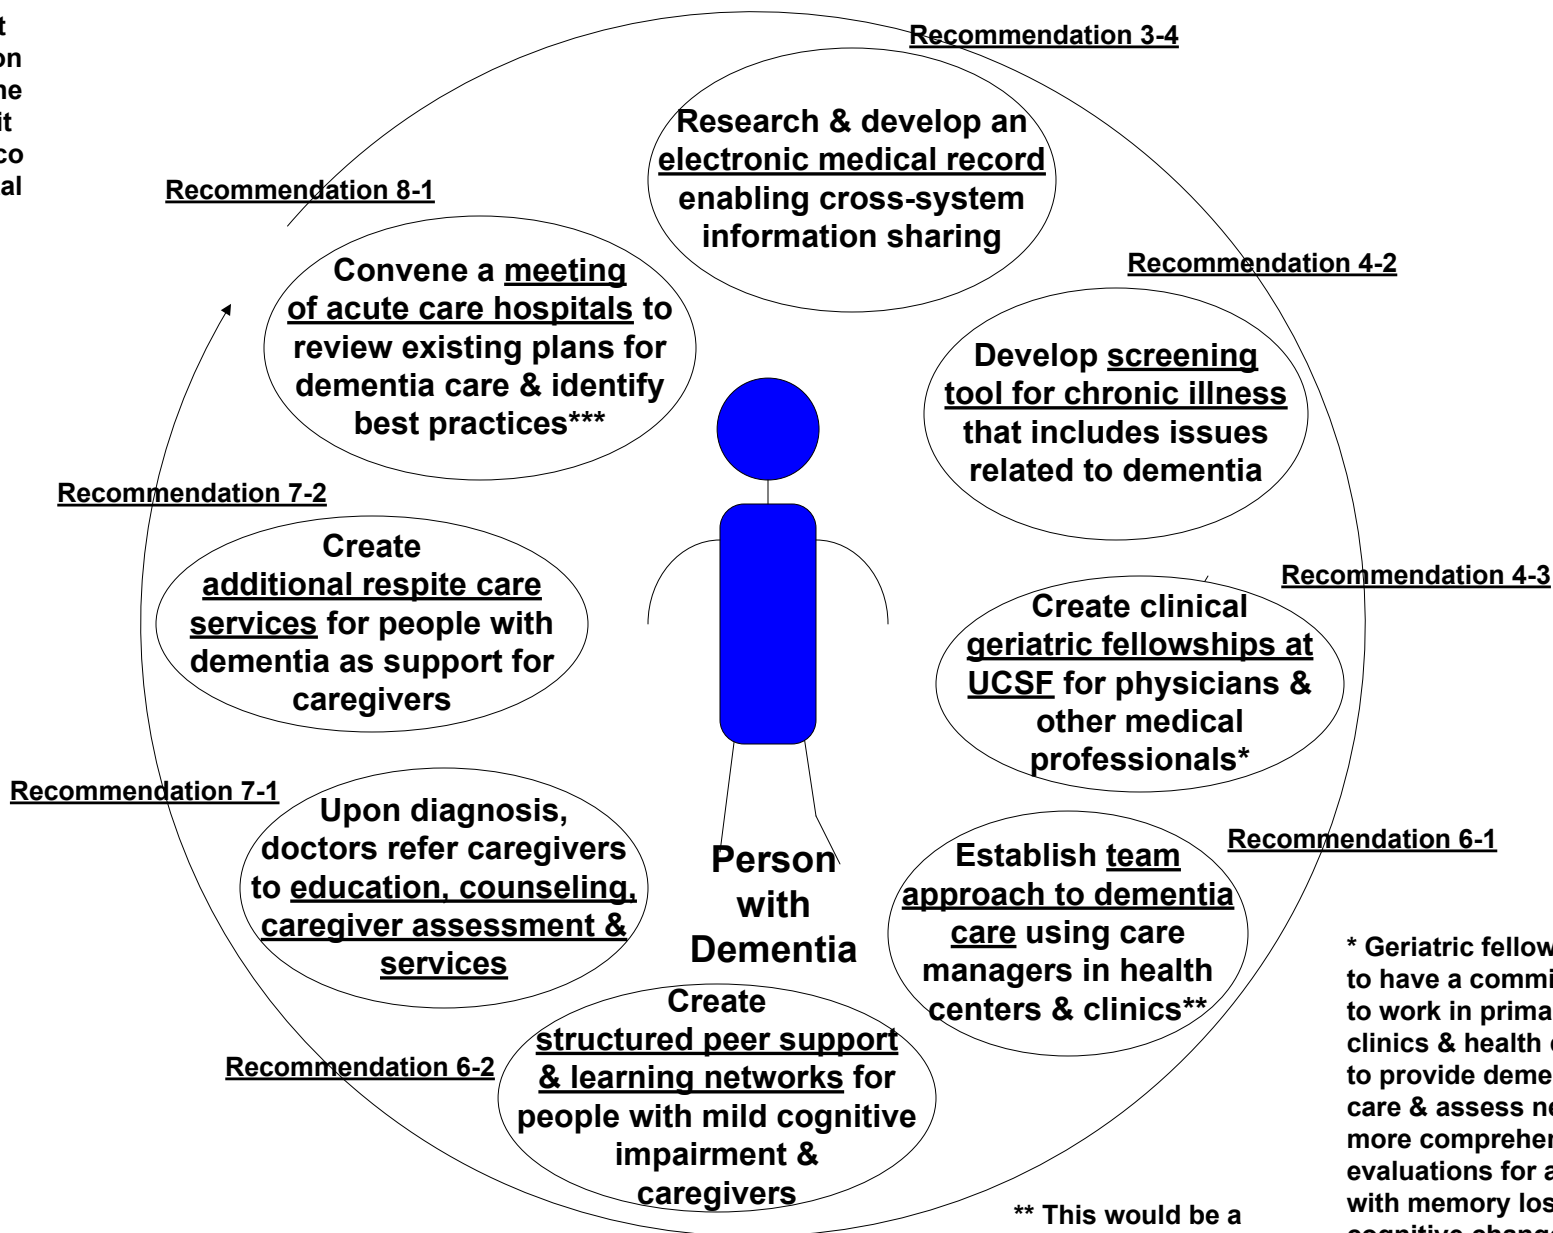 Recommendation 3-4
Research & develop an
electronic medical record
enabling cross-system
information sharing
Recommendation 4-2
Develop screening
tool for chronic illness
that includes issues
related to dementia
Recommendation 4-3
Create clinical
geriatric fellowships at
UCSF for physicians &
other medical
professionals*
Recommendation 6-1
Establish team
approach to dementia
care using care
managers in health
centers & clinics**
Recommendation 6-2
Create
structured peer support
& learning networks for
people with mild cognitive
impairment &
caregivers
Recommendation 7-1
Upon diagnosis,
doctors refer caregivers
to education, counseling,
caregiver assessment &
services
Recommendation 7-2
Create
additional respite care
services for people with
dementia as support for
caregivers
Recommendation 8-1
Convene a meeting
of acute care hospitals to
review existing plans for
dementia care & identify
best practices***
Person
with
Dementia
* Geriatric
to have a
to work in
clinics & health
to provide
care & assess
more
evaluations for
with memory
cognitive
** This would be a